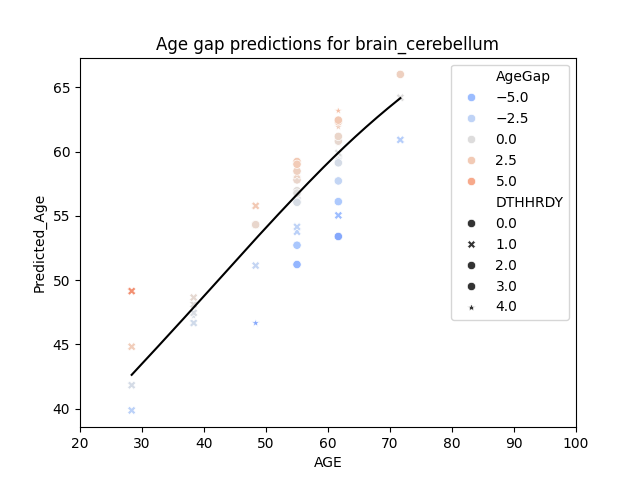 Age gap predictions for brain_cerebellum
Predicted_Age
65
60
55
50
45
40
20 30 40 50 60 70 80 90 100
AGE
AgeGap
−5.0
−2.5
0.0
2.5
5.0
DTHHRDY
0.0
1.0
2.0
3.0
4.0